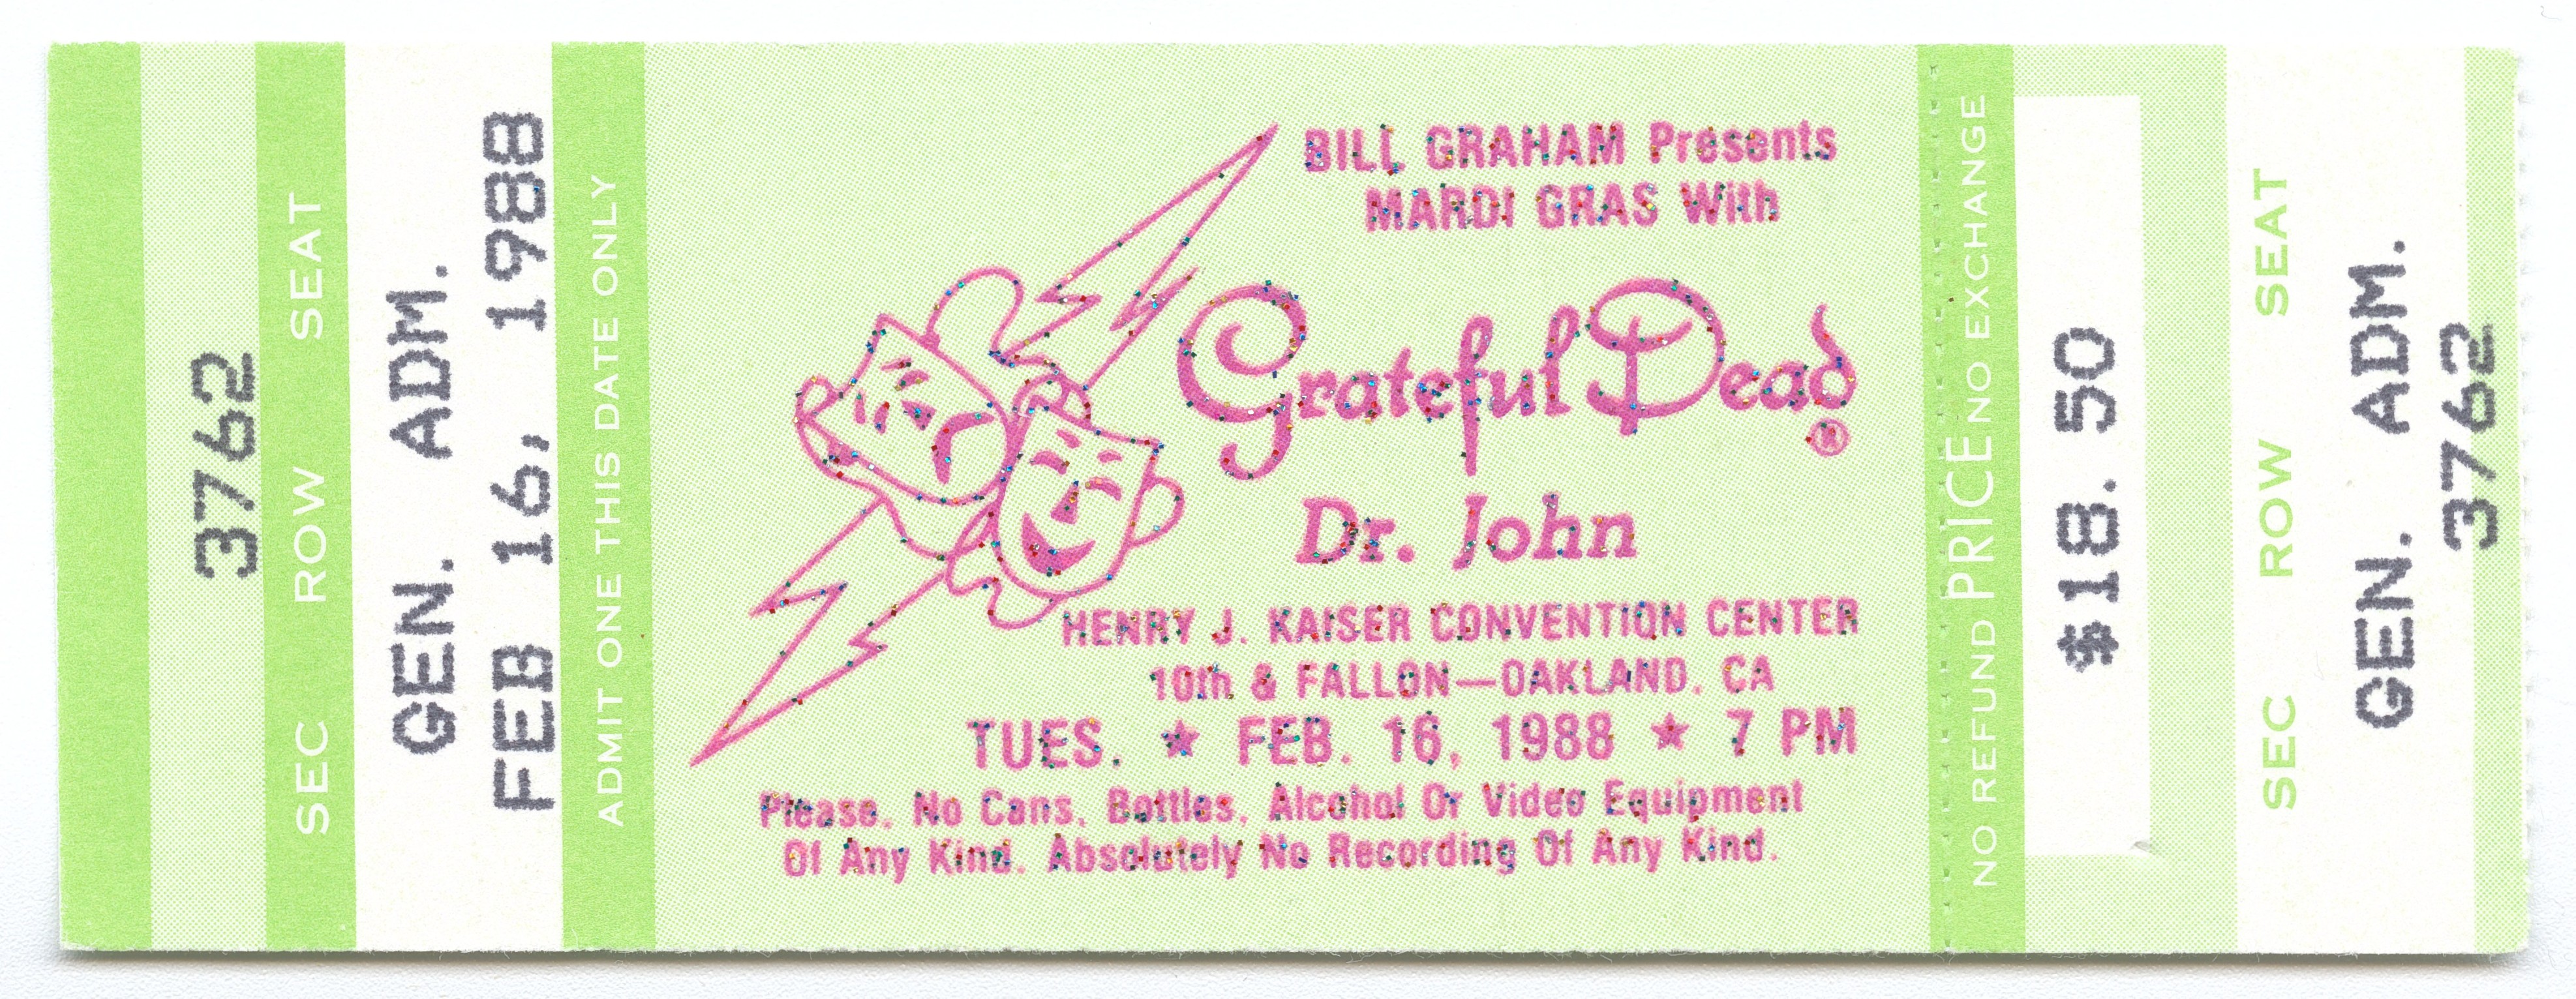 3762
SEC ROW SEAT
GEN. ADM.
FEB 16, 1988
ADMIT ONE THIS DATE ONLY
BILL GRAHAM Presents
MARDI GRAS With
Grateful Dead ®
Dr. John
HENRY J. KAISER CONVENTION CENTER
10th & FALLON—OAKLAND, CA
TUES. ★ FEB. 16, 1988 ★ 7 PM
Please, No Cans, Bottles, Alcohol Or Video Equipment
Of Any Kind. Absolutely No Recording Of Any Kind.
NO REFUND PRICE NO EXCHANGE
$18.50
SEC ROW SEAT
GEN. ADM.
3762